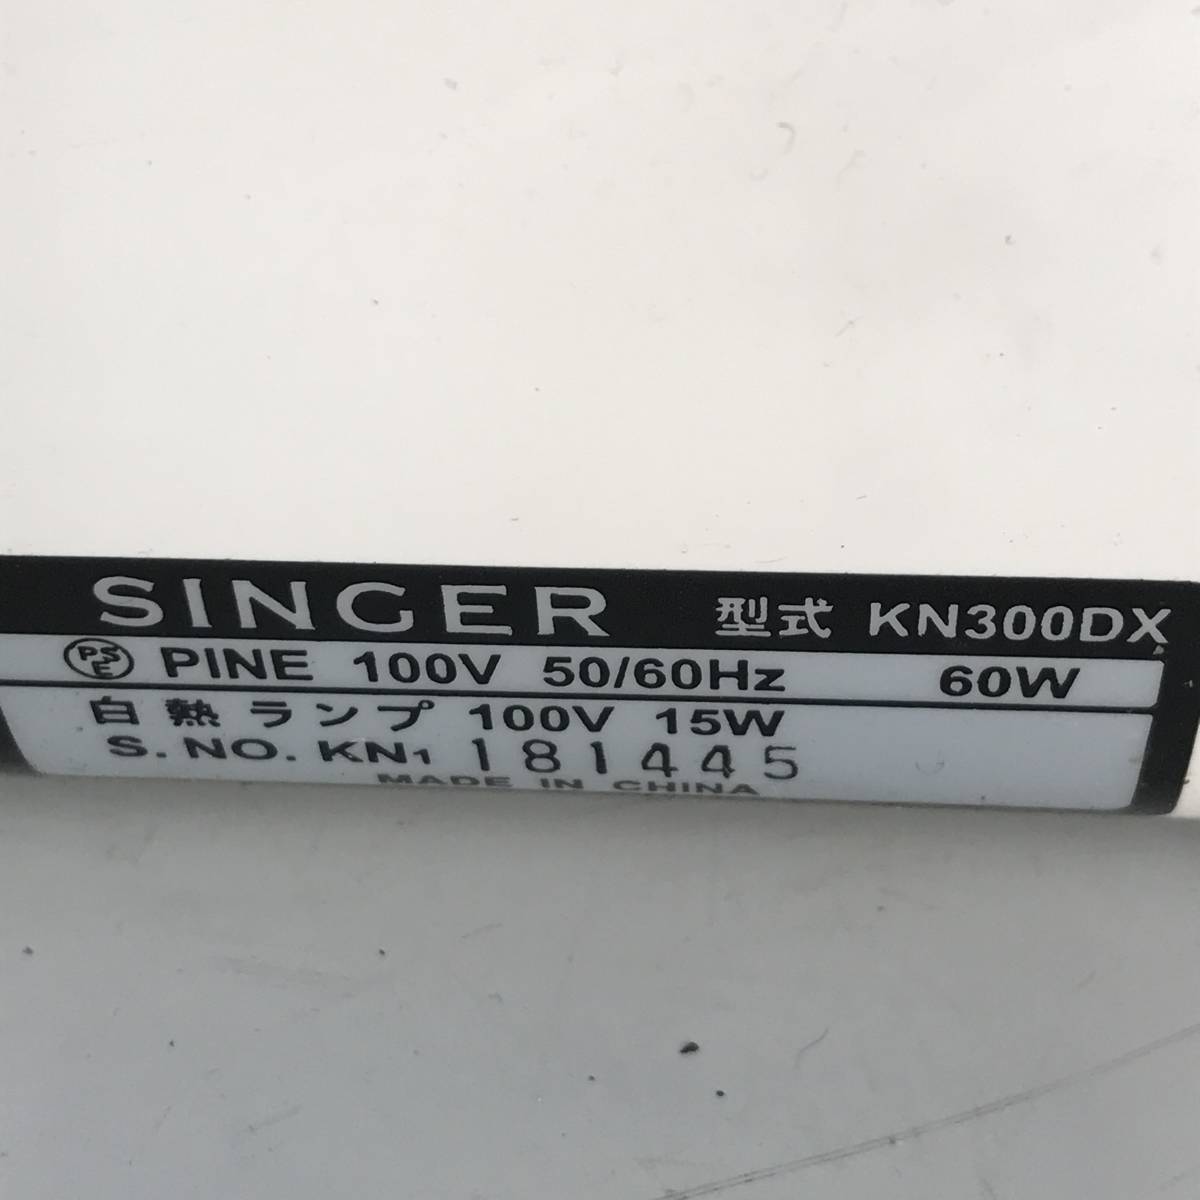 SINGER 型式 KN300DX
PSE PINE 100V 50/60Hz 60W
白熱ランプ 100V 15W
S.NO. KN1 181445
MADE IN CHINA